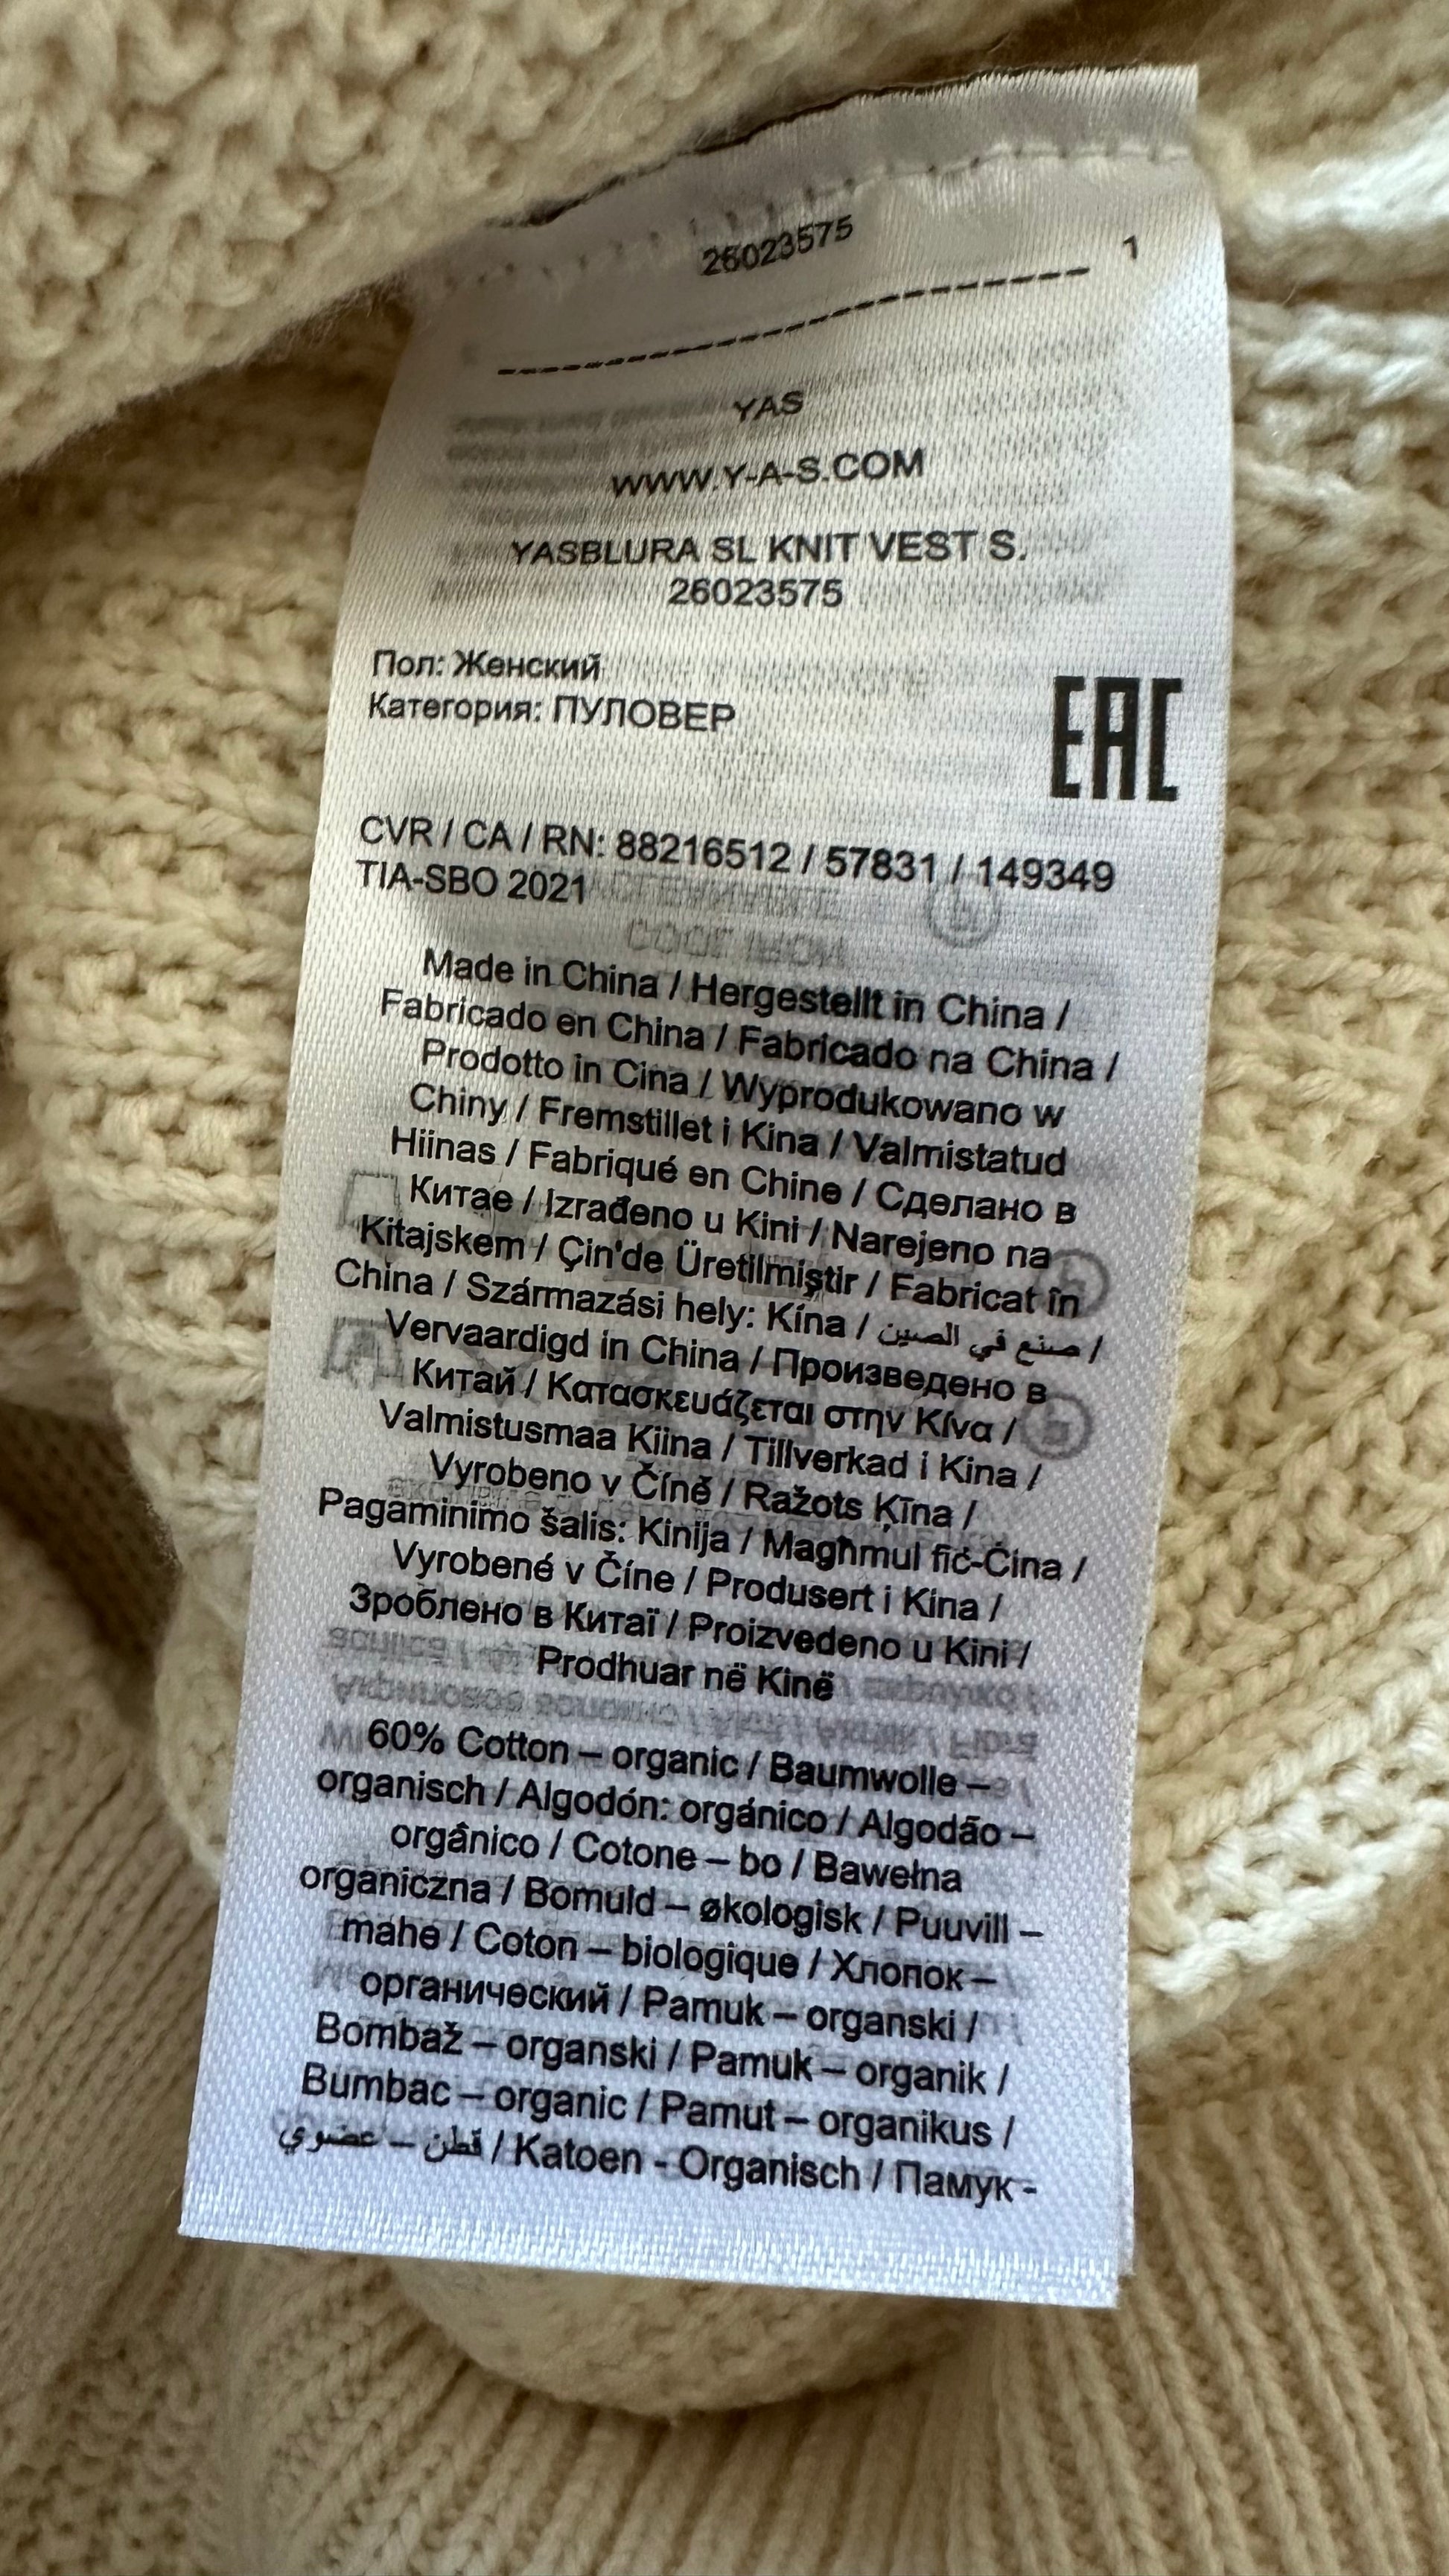 26023575
1
YAS
WWW.Y-A-S.COM
YASBLURA SL KNIT VEST S.
26023575
Пол: Женский
Категория: ПУЛОВЕР
EAC
CVR / CA / RN: 88216512 / 57831 / 149349
TIA-SBO 2021
Made in China / Hergestellt in China /
Fabricado en China / Fabricado na China /
Prodotto in Cina / Wyprodukowano w
Chiny / Fremstillet i Kina / Valmistatud
Hiinas / Fabriqué en Chine / Сделано в
Китае / Izrađeno u Kini / Narejeno na
Kitajskem / Çin'de Üretilmiştir / Fabricat în
China / Származási hely: Kína / صنع في الصين /
Vervaardigd in China / Произведено в
Китай / Κατασκευάζεται στην Κίνα /
Valmistusmaa Kiina / Tillverkad i Kina /
Vyrobeno v Číně / Ražots Ķīna /
Pagaminimo šalis: Kinija / Magħmul fiċ-Ċina /
Vyrobené v Číne / Produsert i Kina /
Зроблено в Китаї / Proizvedeno u Kini /
Prodhuar në Kinë
60% Cotton – organic / Baumwolle –
organisch / Algodón: orgánico / Algodão –
orgânico / Cotone – bo / Bawełna
organiczna / Bomuld – økologisk / Puuvill –
mahe / Coton – biologique / Хлопок –
органический / Pamuk – organski /
Bombaž – organski / Pamuk – organik /
Bumbac – organic / Pamut – organikus /
قطن – عضوي / Katoen - Organisch / Памук -